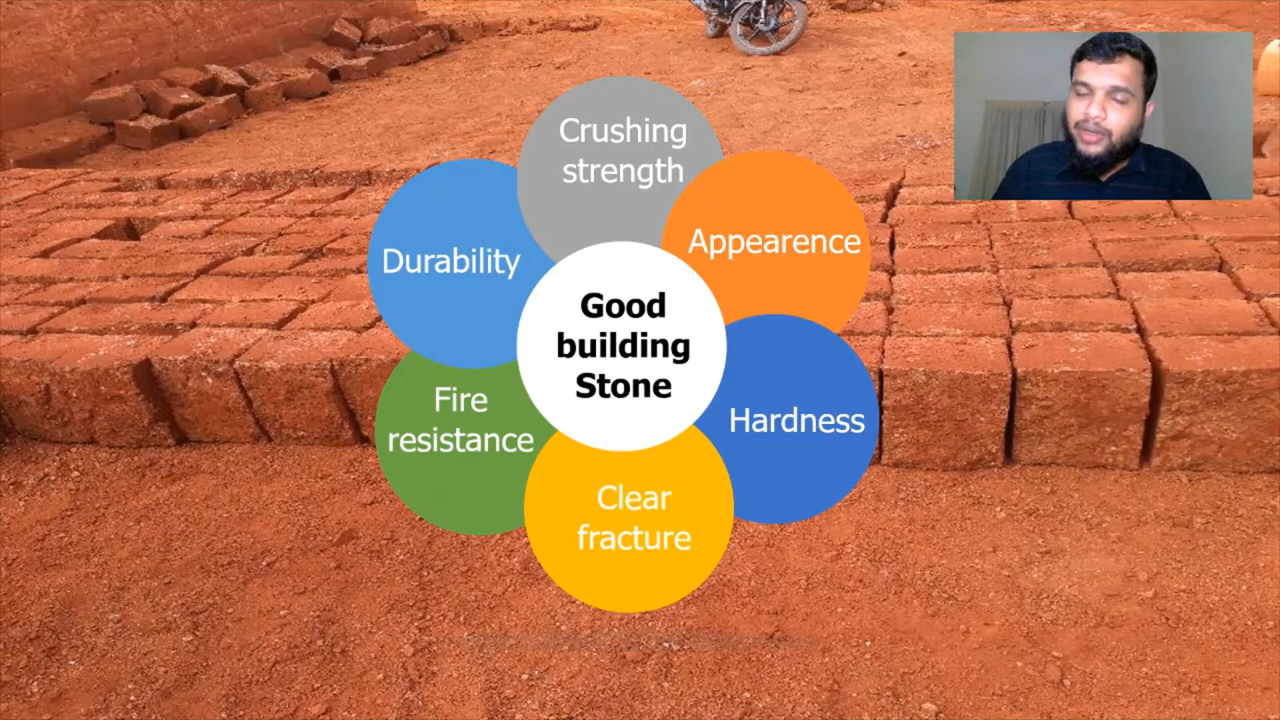 Crushing
strength
Appearence
Durability
Good
building
Stone
Fire
resistance
Hardness
Clear
fracture